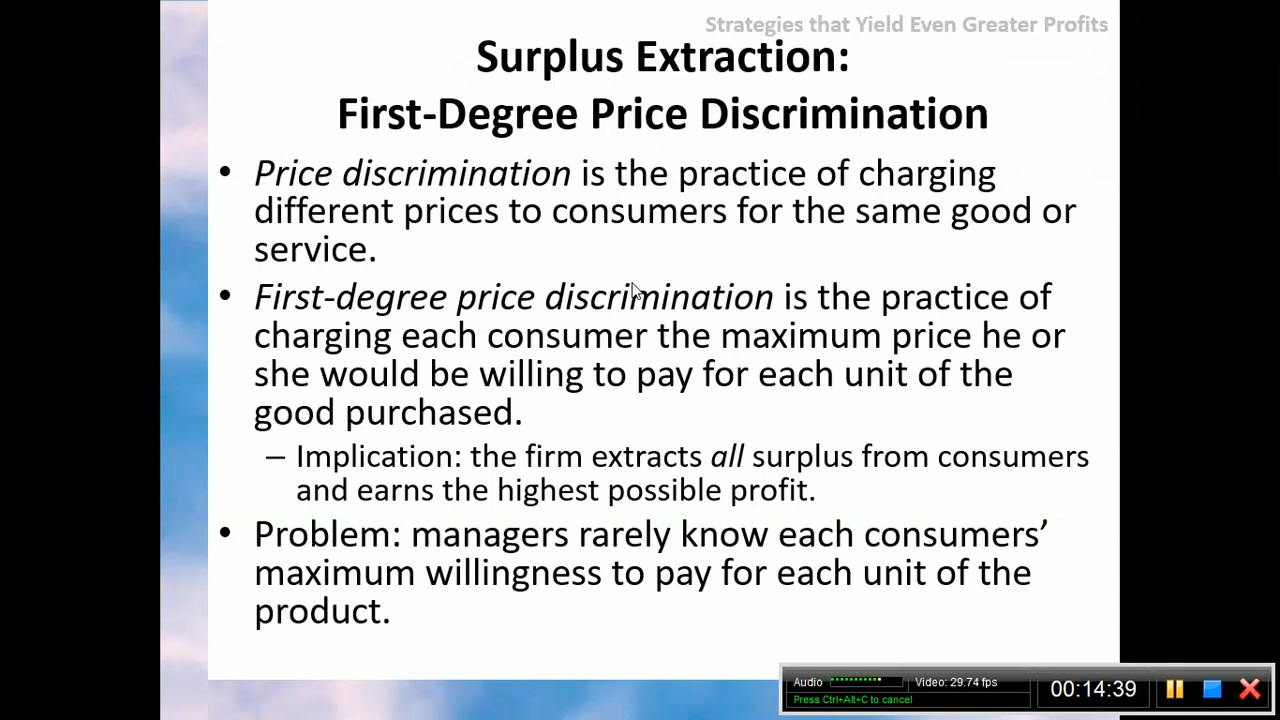 Strategies that Yield Even Greater Profits
Surplus Extraction:
First-Degree Price Discrimination
• Price discrimination is the practice of charging
different prices to consumers for the same good or
service.
• First-degree price discrimination is the practice of
charging each consumer the maximum price he or
she would be willing to pay for each unit of the
good purchased.
– Implication: the firm extracts all surplus from consumers
and earns the highest possible profit.
• Problem: managers rarely know each consumers’
maximum willingness to pay for each unit of the
product.
Audio Video: 29.74 fps
Press Ctrl+Alt+C to cancel
00:14:39